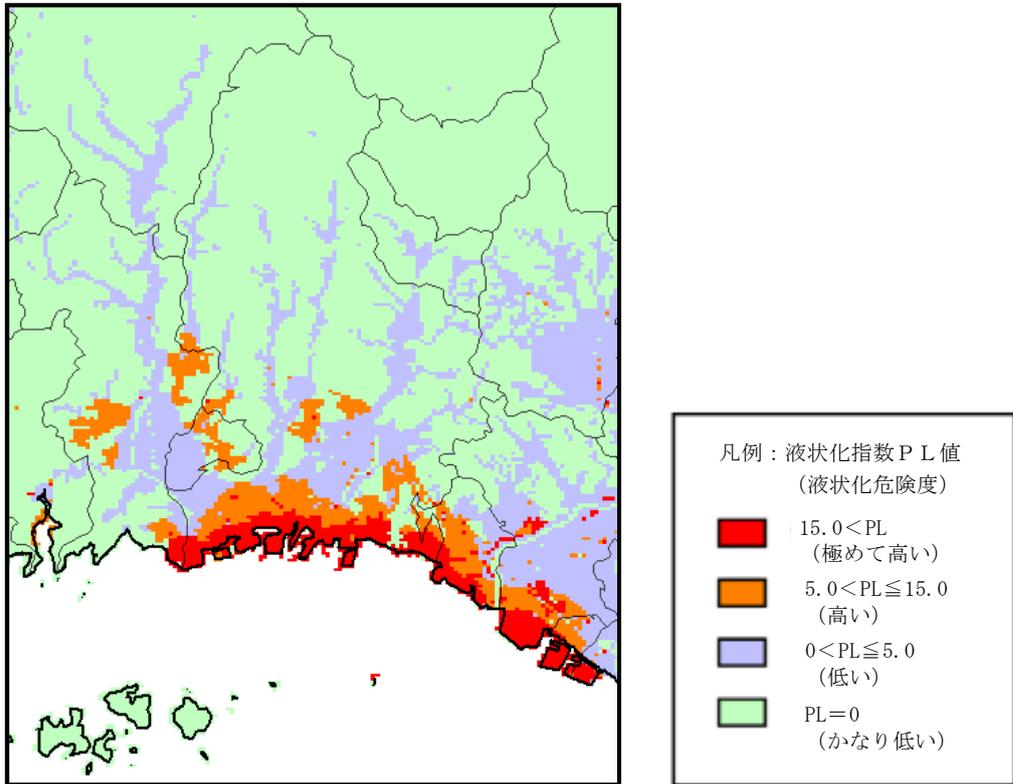 凡例：液状化指数ＰＬ値
（液状化危険度）
15.0＜PL
（極めて高い）
5.0＜PL≦15.0
（高い）
0＜PL≦5.0
（低い）
PL＝0
（かなり低い）